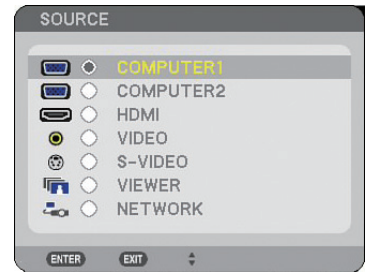 SOURCE
COMPUTER1
COMPUTER2
HDMI
VIDEO
S-VIDEO
VIEWER
NETWORK
ENTER EXIT